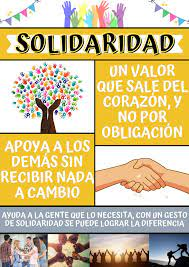 SOLIDARIDAD
UN VALOR
QUE SALE DEL
CORAZÓN, Y
NO POR
OBLIGACIÓN
APOYA A LOS
DEMÁS SIN
RECIBIR NADA
A CAMBIO
AYUDA A LA GENTE QUE LO NECESITA, CON UN GESTO
DE SOLIDARIDAD SE PUEDE LOGRAR LA DIFERENCIA